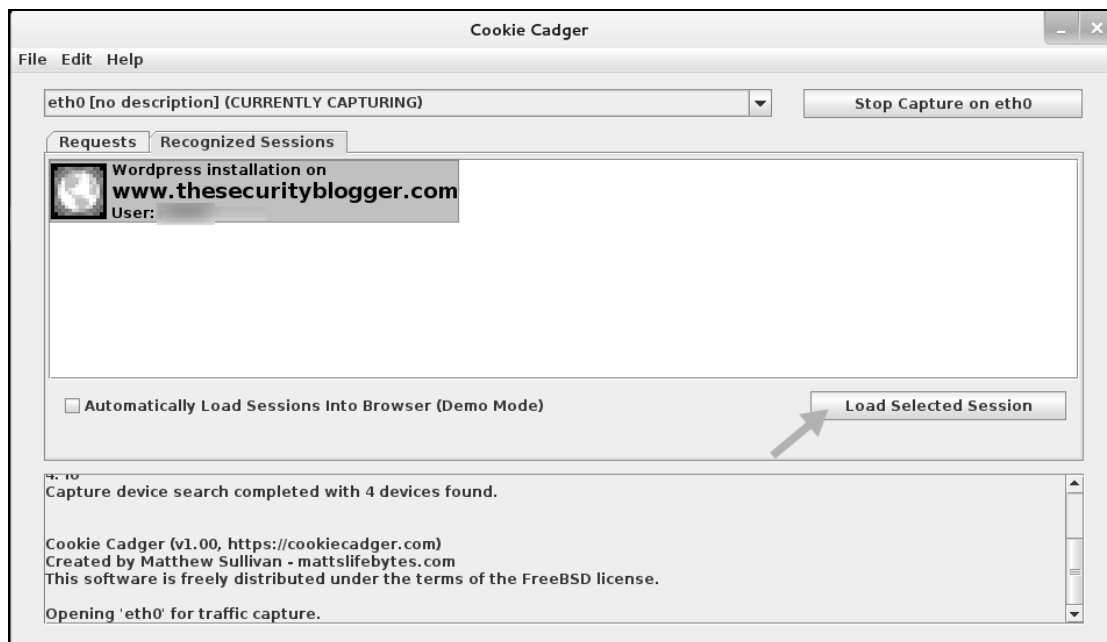 Cookie Cadger
File Edit Help
eth0 [no description] (CURRENTLY CAPTURING)
Stop Capture on eth0
Requests
Recognized Sessions
Wordpress installation on
www.thesecurityblogger.com
User:
Automatically Load Sessions Into Browser (Demo Mode)
Load Selected Session
Capture device search completed with 4 devices found.
Cookie Cadger (v1.00, https://cookiecadger.com)
Created by Matthew Sullivan - mattslifebytes.com
This software is freely distributed under the terms of the FreeBSD license.
Opening 'eth0' for traffic capture.